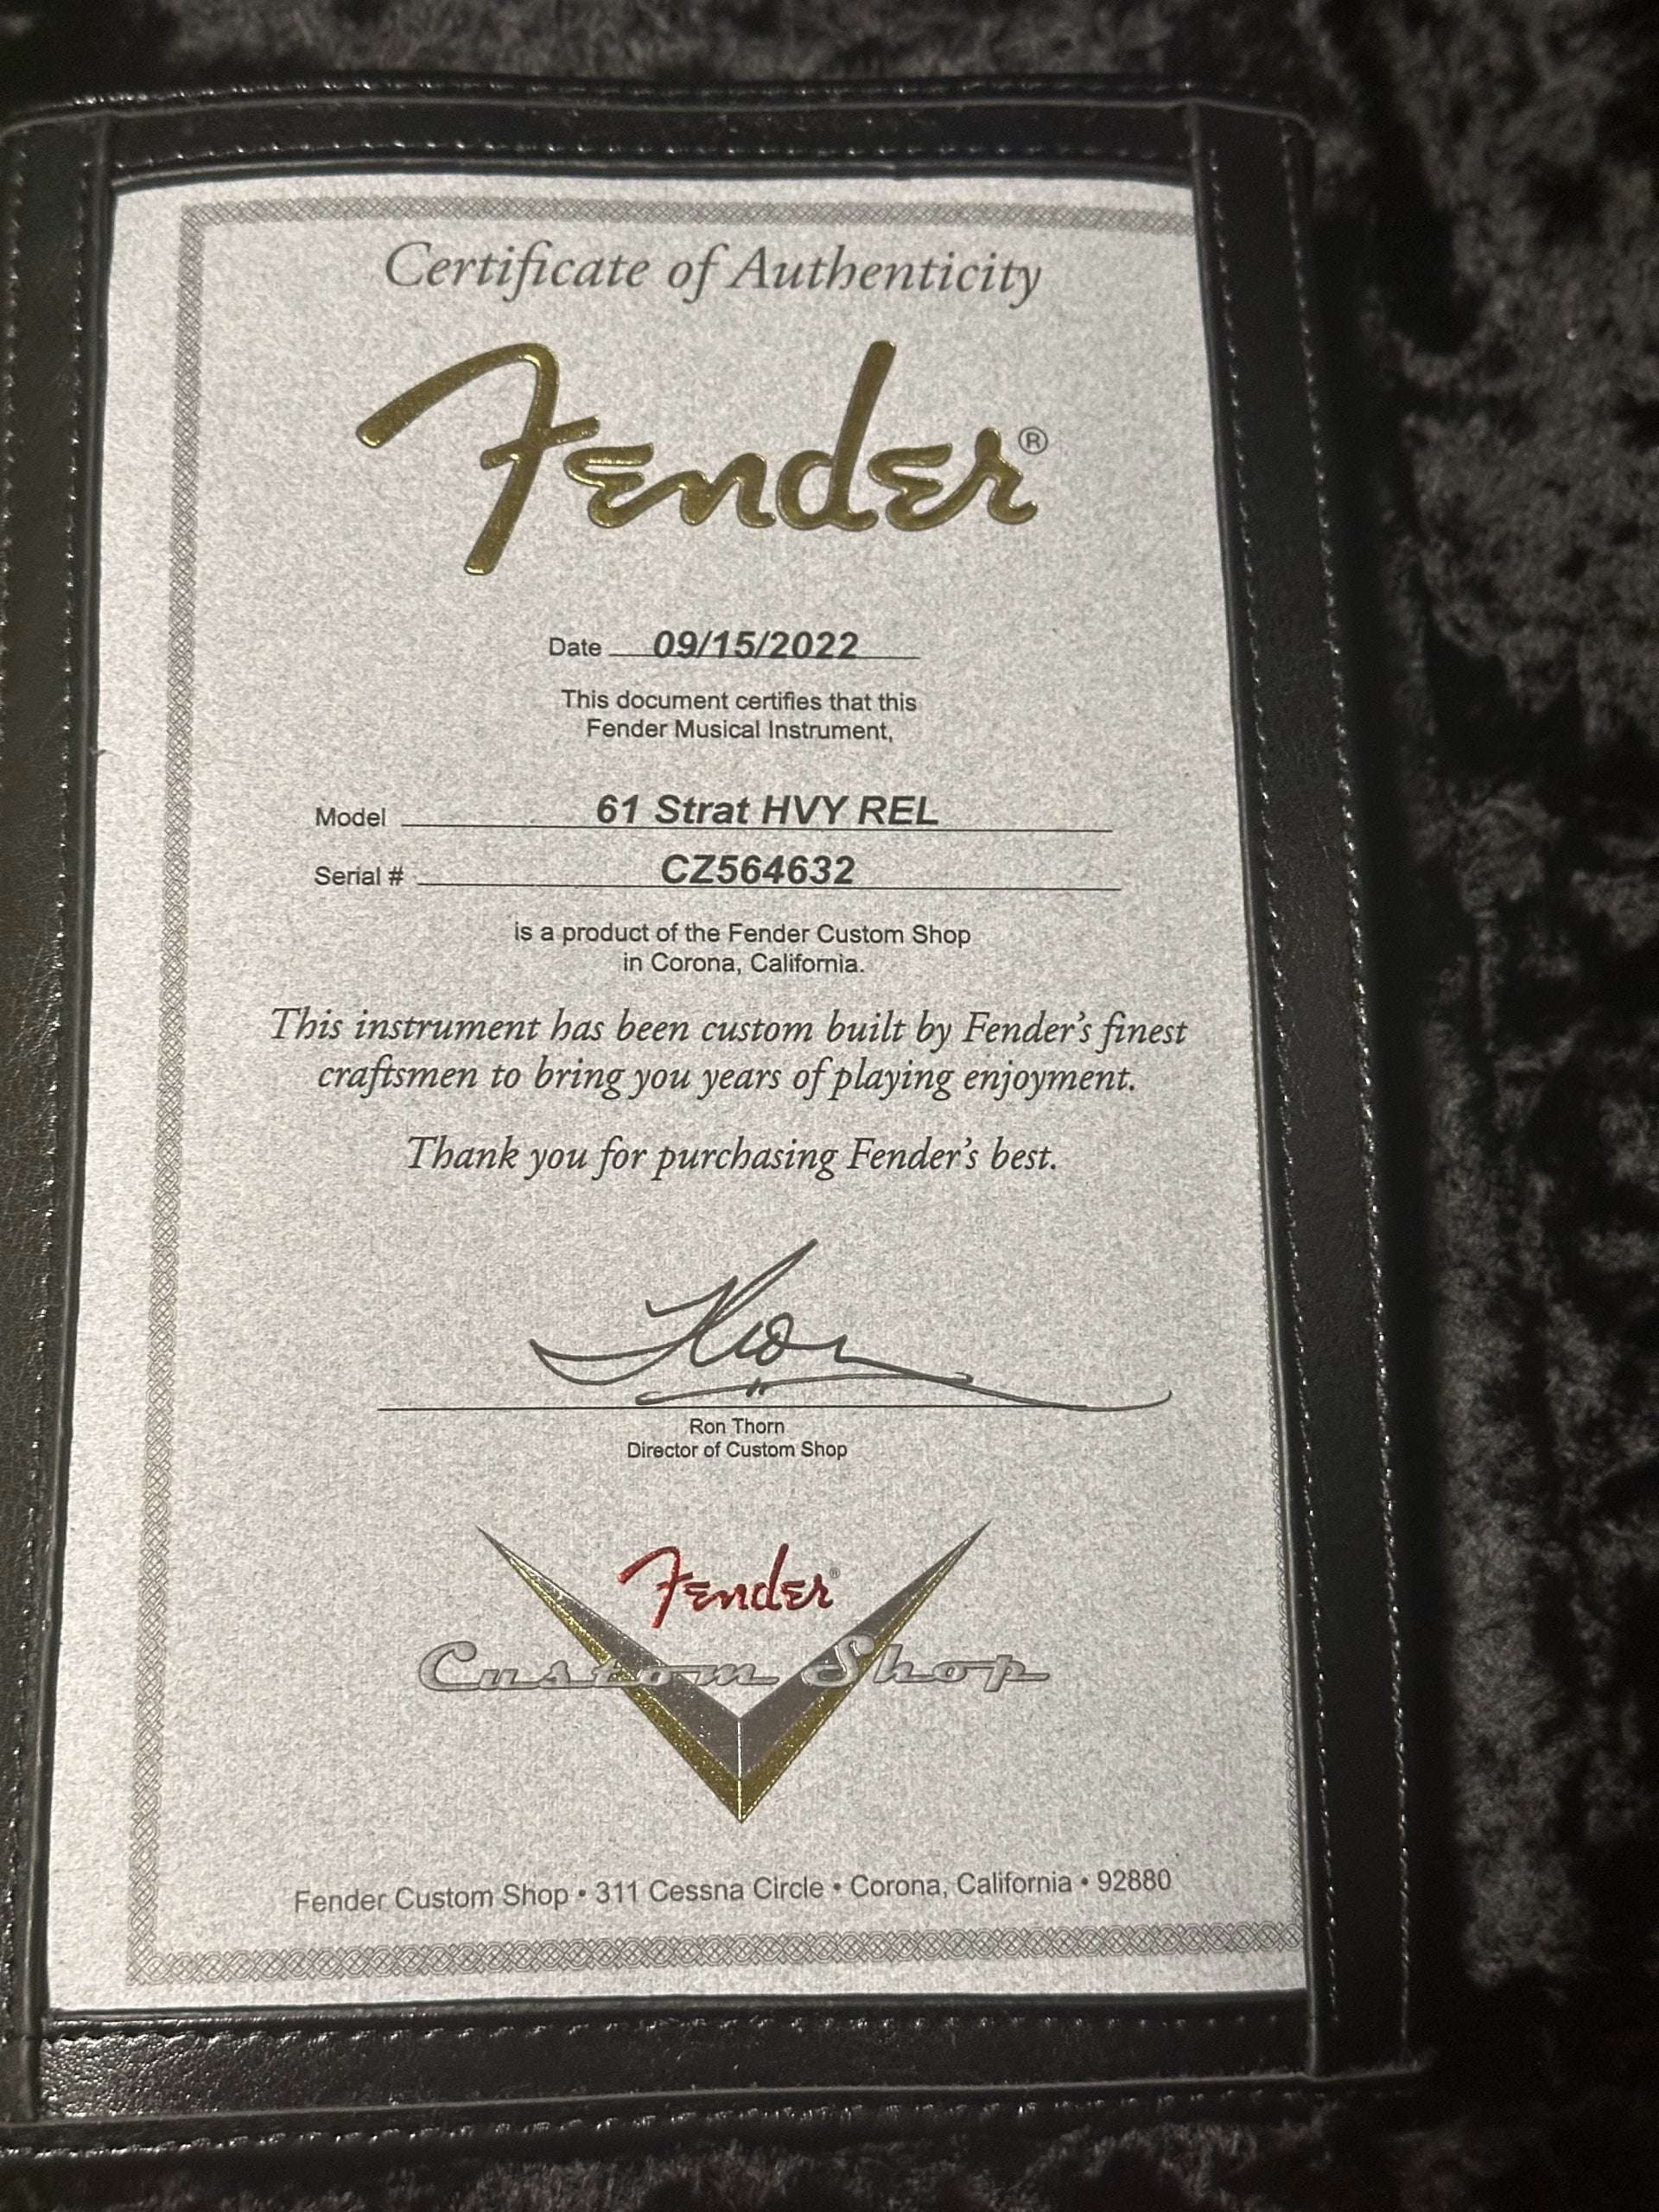 Certificate of Authenticity
Fender®
Date 09/15/2022
This document certifies that this
Fender Musical Instrument,
Model 61 Strat HVY REL
Serial # CZ564632
is a product of the Fender Custom Shop
in Corona, California.
This instrument has been custom built by Fender's finest
craftsmen to bring you years of playing enjoyment.
Thank you for purchasing Fender's best.
Thorn
Ron Thorn
Director of Custom Shop
Fender®
Custom Shop
Fender Custom Shop • 311 Cessna Circle • Corona, California • 92880